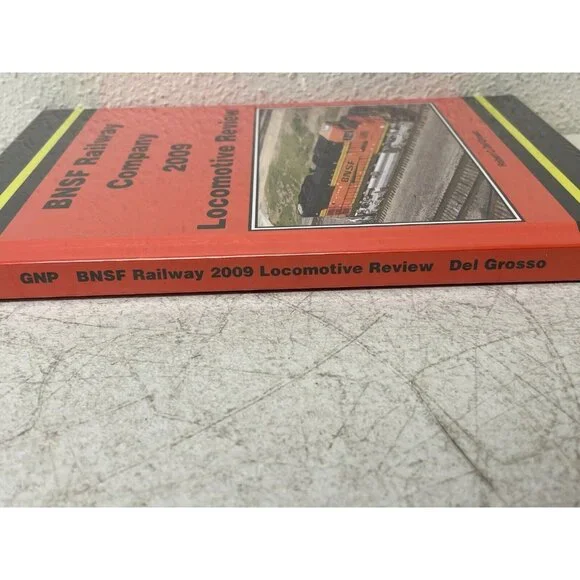 BNSF Railway
Company
2009
Locomotive Review
BNSF
GNP BNSF Railway 2009 Locomotive Review Del Grosso